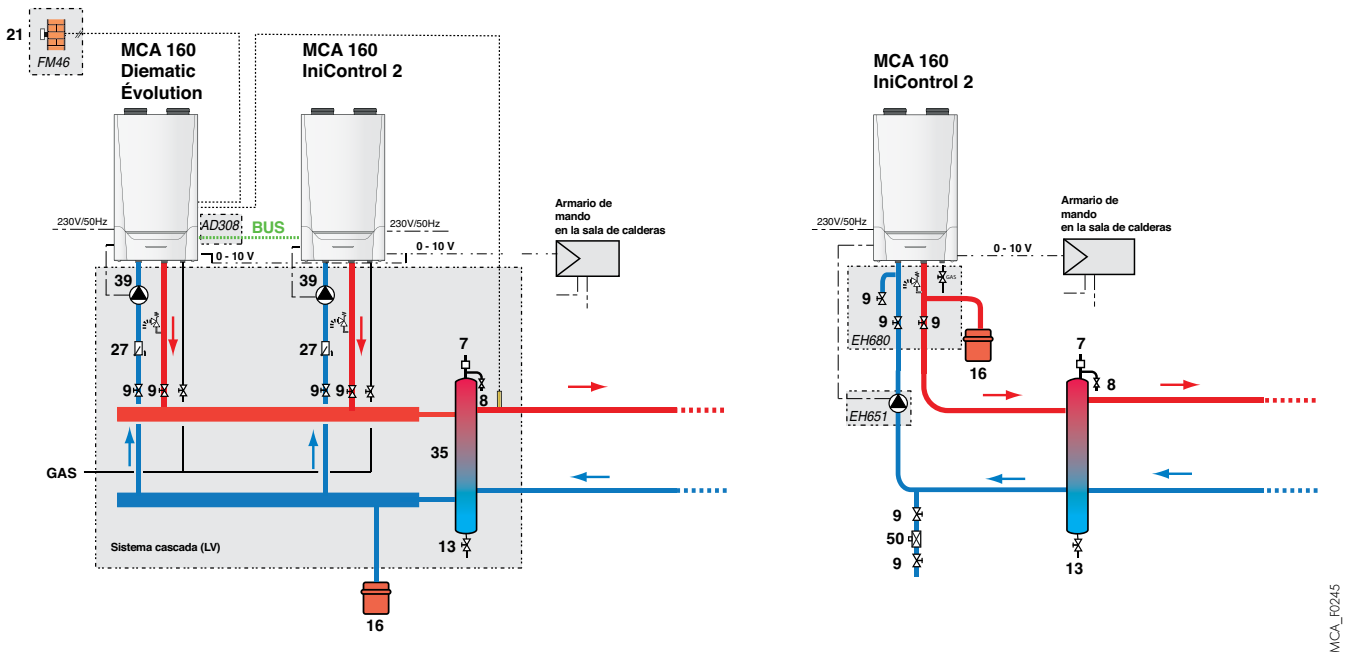 21
FM46
MCA 160
Diematic
Évolution
MCA 160
IniControl 2
230V/50Hz
AD308
BUS
230V/50Hz
0 - 10 V
0 - 10 V
Armario de
mando
en la sala de calderas
39
39
27
27
9
9
9
9
7
8
35
GAS
Sistema cascada (LV)
13
16
MCA 160
IniControl 2
230V/50Hz
0 - 10 V
Armario de
mando
en la sala de calderas
GAS
9
9
9
EH680
16
7
8
EH651
9
50
9
13
MCA_F0245